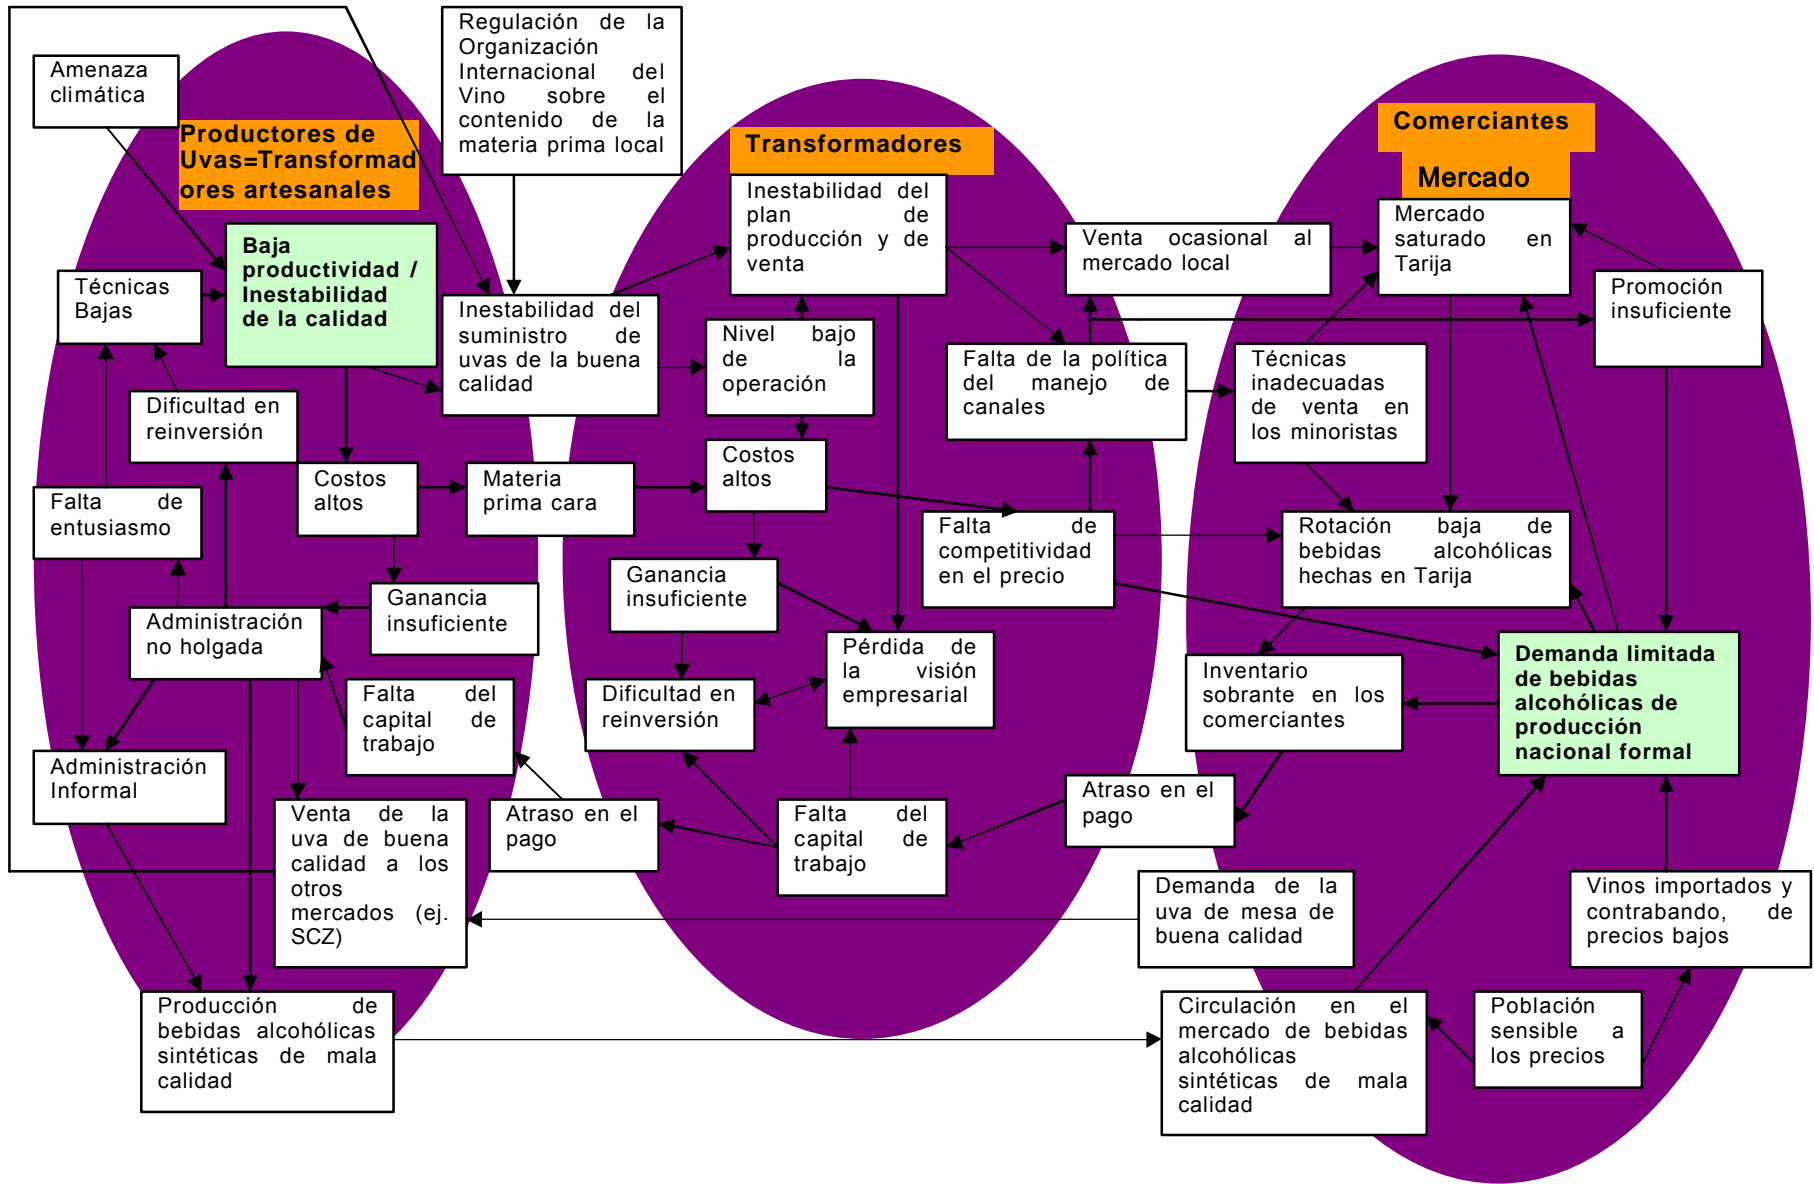 Regulación de la
Organización
Internacional del
Vino sobre el
contenido de la
materia prima local
Amenaza
climática
Productores de
Uvas=Transformad
ores artesanales
Transformadores
Comerciantes
Mercado
Baja
productividad /
Inestabilidad
de la calidad
Técnicas
Bajas
Inestabilidad del
suministro de
uvas de la buena
calidad
Dificultad en
reinversión
Costos
altos
Materia
prima cara
Falta de
entusiasmo
Ganancia
insuficiente
Administración
no holgada
Falta del
capital de
trabajo
Administración
Informal
Venta de la
uva de buena
calidad a los
otros
mercados (ej.
SCZ)
Atraso en el
pago
Producción de
bebidas alcohólicas
sintéticas de mala
calidad
Inestabilidad del
plan de
producción y de
venta
Nivel bajo
de la
operación
Costos
altos
Venta ocasional al
mercado local
Falta de la política
del manejo de
canales
Falta de
competitividad
en el precio
Ganancia
insuficiente
Pérdida de
la visión
empresarial
Dificultad en
reinversión
Falta del
capital de
trabajo
Atraso en el
pago
Mercado
saturado en
Tarija
Promoción
insuficiente
Técnicas
inadecuadas
de venta en
los minoristas
Rotación baja de
bebidas alcohólicas
hechas en Tarija
Inventario
sobrante en los
comerciantes
Demanda limitada
de bebidas
alcohólicas de
producción
nacional formal
Demanda de la
uva de mesa de
buena calidad
Vinos importados y
contrabando, de
precios bajos
Circulación en el
mercado de bebidas
alcohólicas
sintéticas de mala
calidad
Población
sensible a
los precios